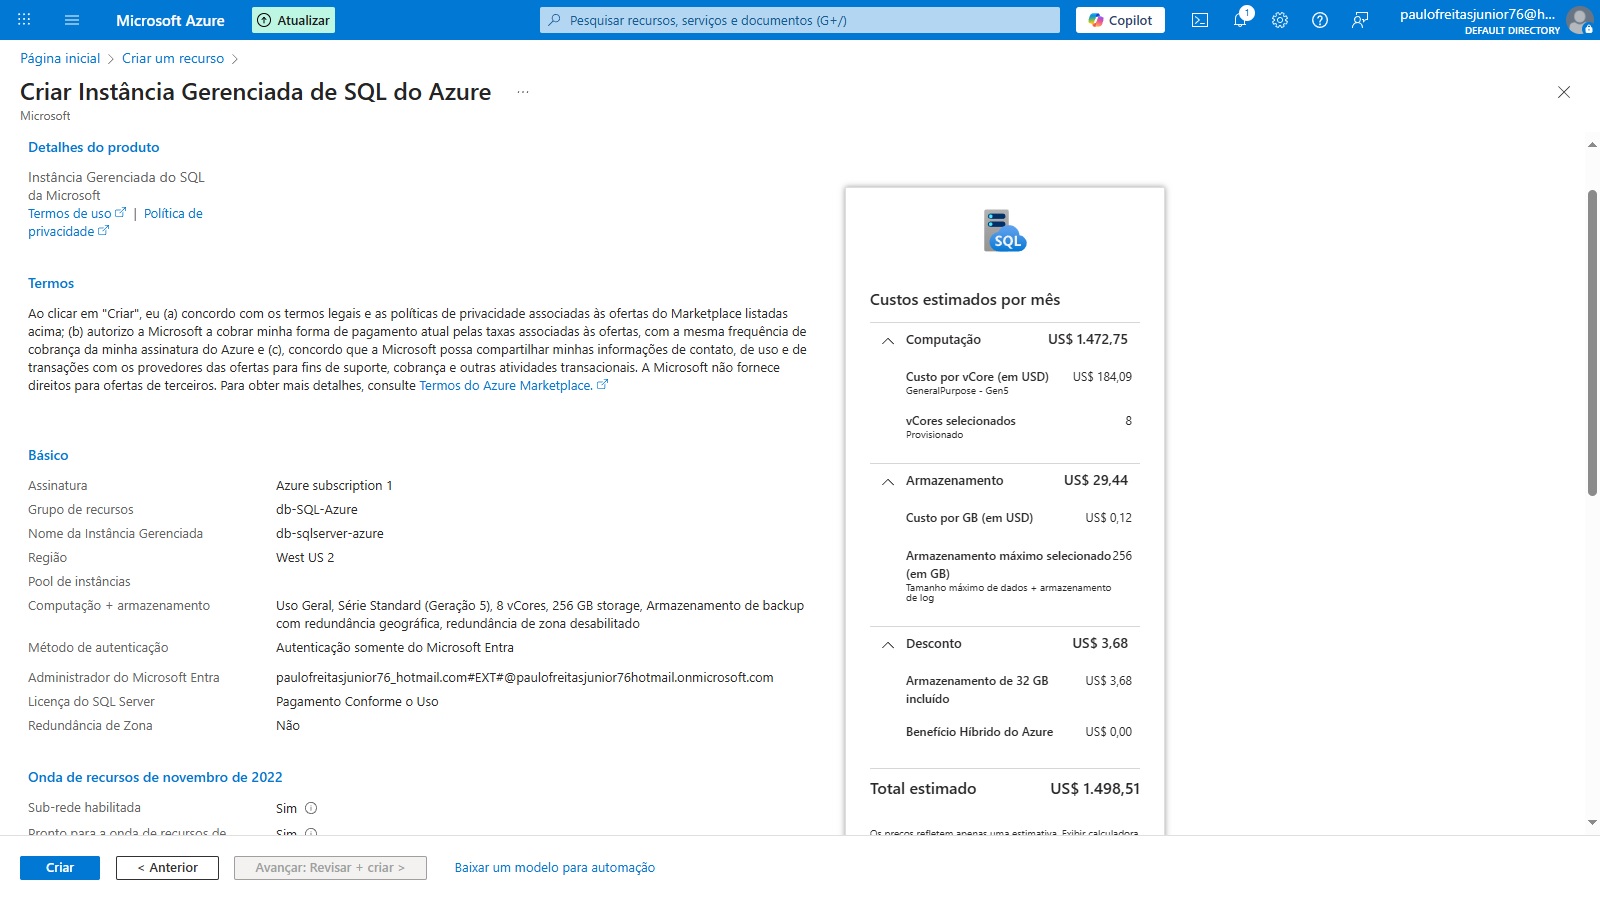 Microsoft Azure
Atualizar
Pesquisar recursos, serviços e documentos (G+/)
Copilot
1
paulofreitasjunior76@h...
DEFAULT DIRECTORY
Página inicial > Criar um recurso >
Criar Instância Gerenciada de SQL do Azure ...
Microsoft
Detalhes do produto
Instância Gerenciada do SQL
da Microsoft
Termos de uso | Política de
privacidade
Termos
Ao clicar em "Criar", eu (a) concordo com os termos legais e as políticas de privacidade associadas às ofertas do Marketplace listadas
acima; (b) autorizo a Microsoft a cobrar minha forma de pagamento atual pelas taxas associadas às ofertas, com a mesma frequência de
cobrança da minha assinatura do Azure e (c), concordo que a Microsoft possa compartilhar minhas informações de contato, de uso e de
transações com os provedores das ofertas para fins de suporte, cobrança e outras atividades transacionais. A Microsoft não fornece
direitos para ofertas de terceiros. Para obter mais detalhes, consulte Termos do Azure Marketplace.
Básico
Assinatura Azure subscription 1
Grupo de recursos db-SQL-Azure
Nome da Instância Gerenciada db-sqlserver-azure
Região West US 2
Pool de instâncias
Computação + armazenamento Uso Geral, Série Standard (Geração 5), 8 vCores, 256 GB storage, Armazenamento de backup
com redundância geográfica, redundância de zona desabilitado
Método de autenticação Autenticação somente do Microsoft Entra
Administrador do Microsoft Entra paulofreitasjunior76_hotmail.com#EXT#@paulofreitasjunior76hotmail.onmicrosoft.com
Licença do SQL Server Pagamento Conforme o Uso
Redundância de Zona Não
Onda de recursos de novembro de 2022
Sub-rede habilitada Sim
Pronto para a onda de recursos de Sim
SQL
Custos estimados por mês
Computação US$ 1.472,75
Custo por vCore (em USD) US$ 184,09
GeneralPurpose - Gen5
vCores selecionados 8
Provisionado
Armazenamento US$ 29,44
Custo por GB (em USD) US$ 0,12
Armazenamento máximo selecionado 256
(em GB)
Tamanho máximo de dados + armazenamento
de log
Desconto US$ 3,68
Armazenamento de 32 GB US$ 3,68
incluído
Benefício Híbrido do Azure US$ 0,00
Total estimado US$ 1.498,51
Os preços refletem apenas uma estimativa. Exibir calculadora
Criar
< Anterior
Avançar: Revisar + criar >
Baixar um modelo para automação